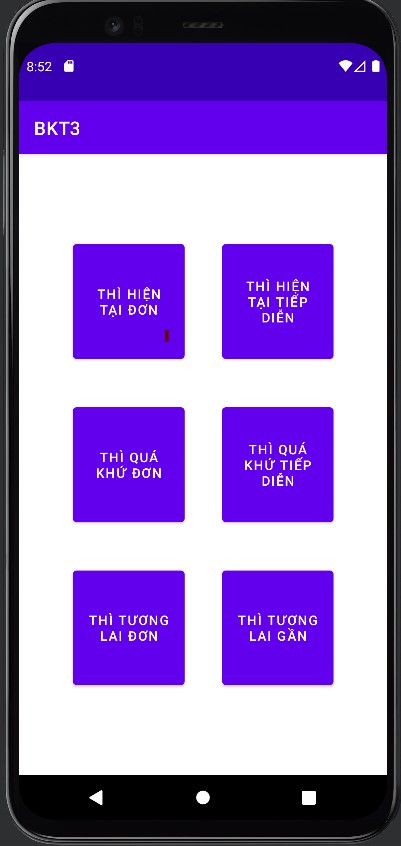 8:52
BKT3
THÌ HIỆN
TẠI ĐƠN
THÌ HIỆN
TẠI TIẾP
DIỄN
THÌ QUÁ
KHỨ ĐƠN
THÌ QUÁ
KHỨ TIẾP
DIỄN
THÌ TƯƠNG
LAI ĐƠN
THÌ TƯƠNG
LAI GẦN